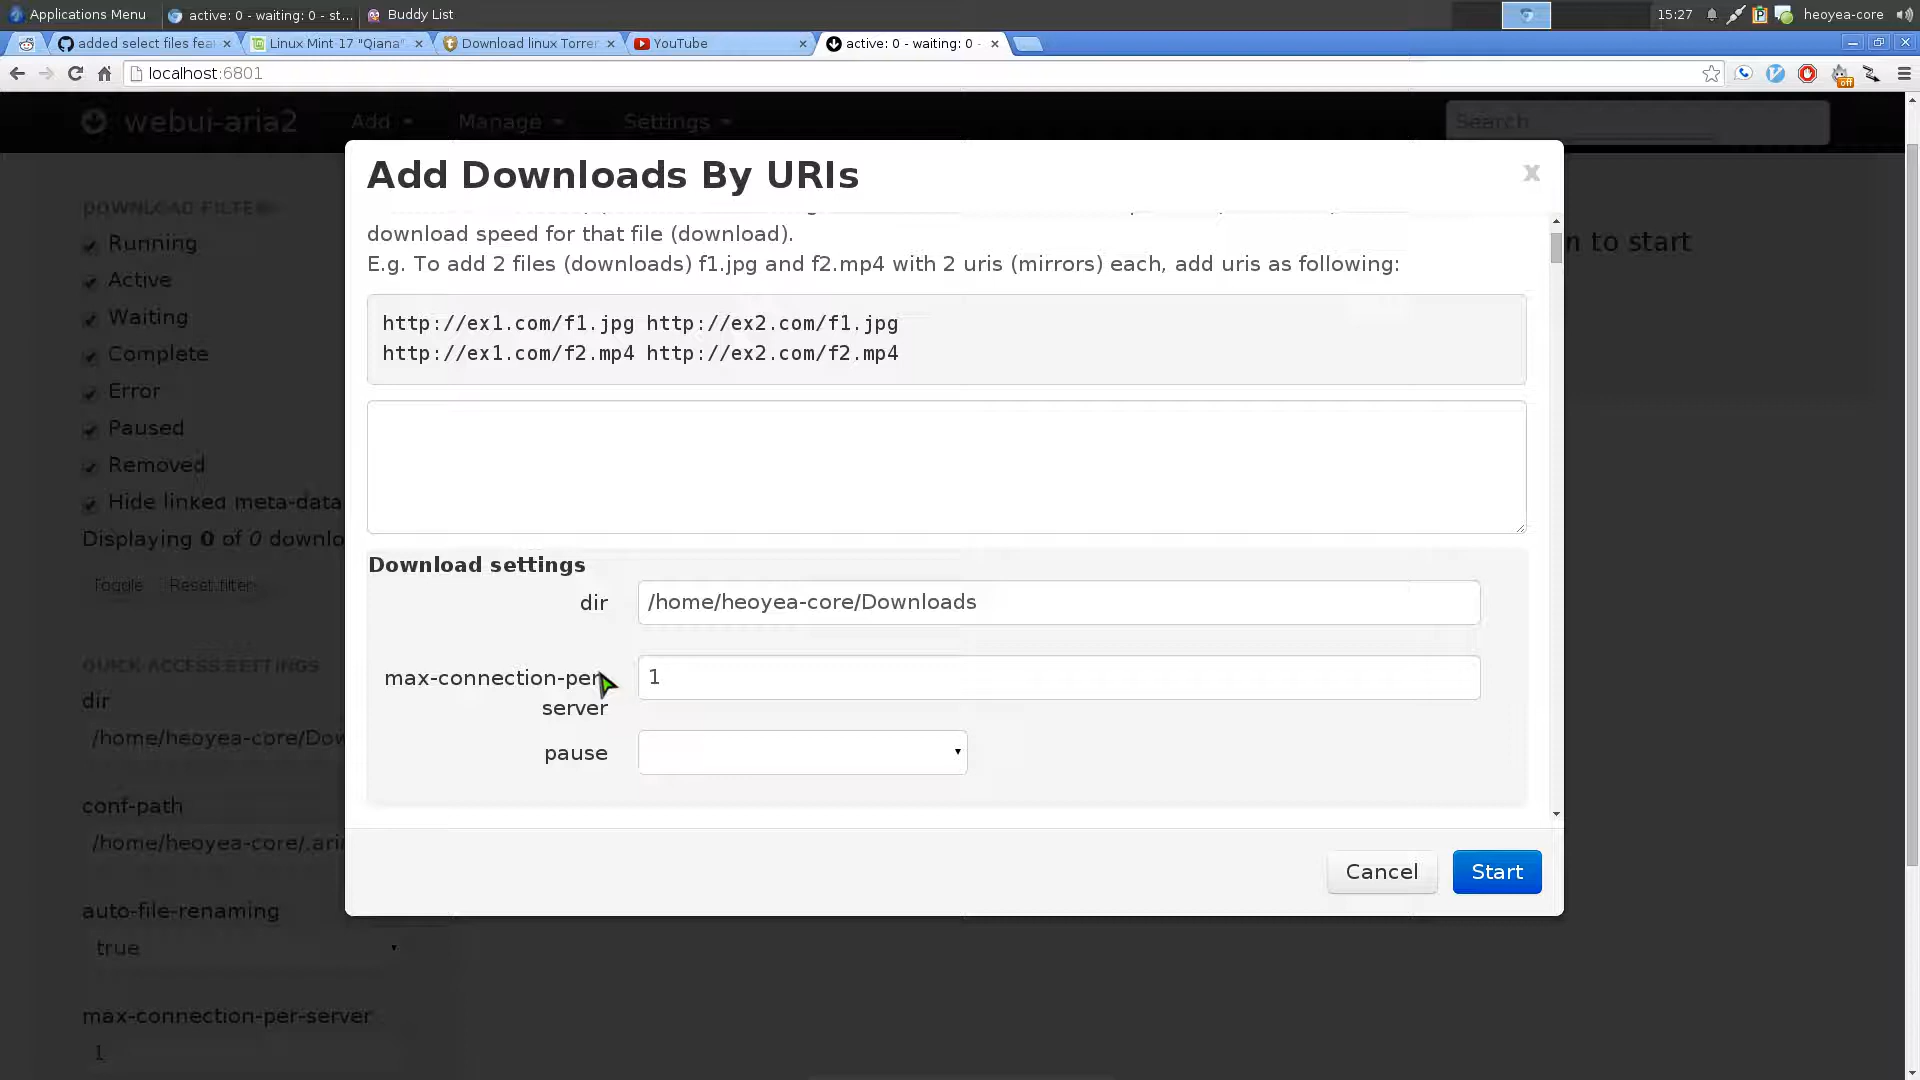 Applications Menu active: 0 - waiting: 0 - st... Buddy List 15:27 heoyea-core
added select files fea Linux Mint 17 "Qiana" Download linux Torren YouTube active: 0 - waiting: 0 -
localhost:6801
webui-aria2 Add Manage Settings Search
Add Downloads By URIs x
DOWNLOAD FILTER
Running
Active
Waiting
Complete
Error
Paused
Removed
Hide linked meta-data
Displaying 0 of 0 downlo
Toggle Reset filter
QUICK ACCESS SETTINGS
dir
/home/heoyea-core/Dow
conf-path
/home/heoyea-core/.ari
auto-file-renaming
true
max-connection-per-server
1
download speed for that file (download).
E.g. To add 2 files (downloads) f1.jpg and f2.mp4 with 2 uris (mirrors) each, add uris as following:
http://ex1.com/f1.jpg http://ex2.com/f1.jpg
http://ex1.com/f2.mp4 http://ex2.com/f2.mp4
Download settings
dir /home/heoyea-core/Downloads
max-connection-per
server
1
pause
Cancel Start
n to start
off